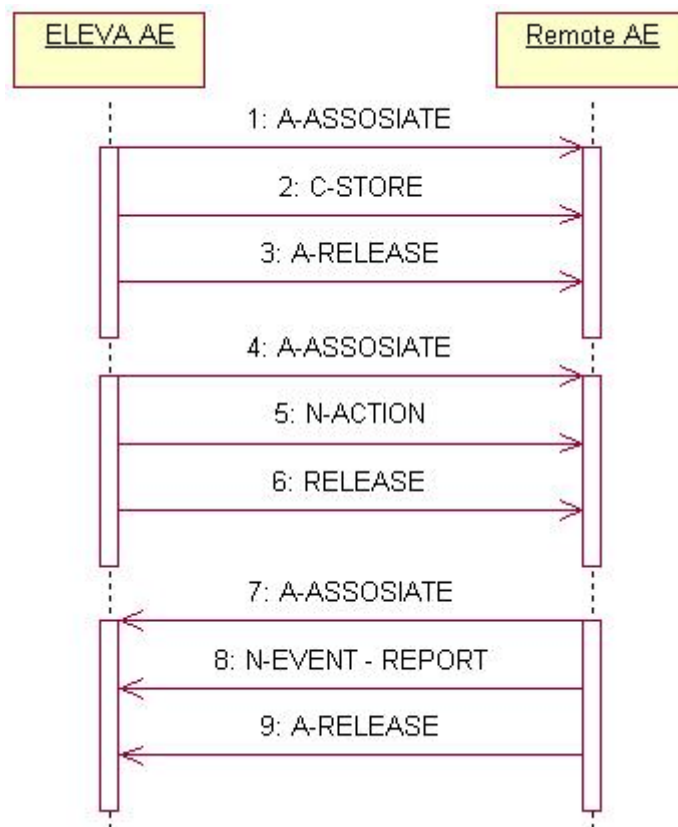 ELEVA AE
Remote AE
1: A-ASSOSIATE
2: C-STORE
3: A-RELEASE
4: A-ASSOSIATE
5: N-ACTION
6: RELEASE
7: A-ASSOSIATE
8: N-EVENT - REPORT
9: A-RELEASE